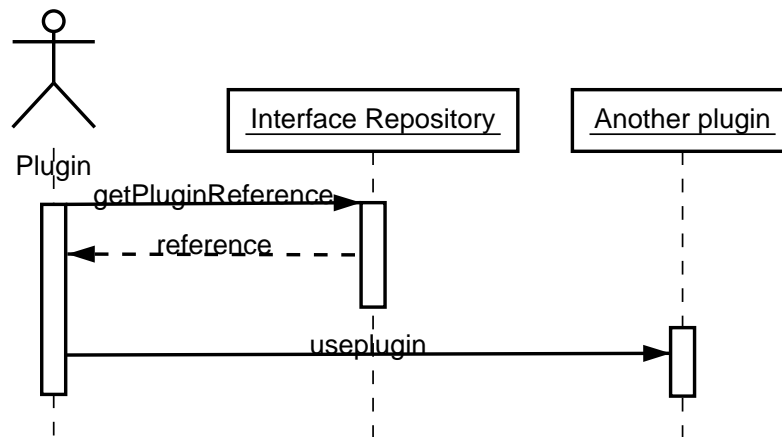 Interface Repository
Another plugin
Plugin
getPluginReference
reference
useplugin